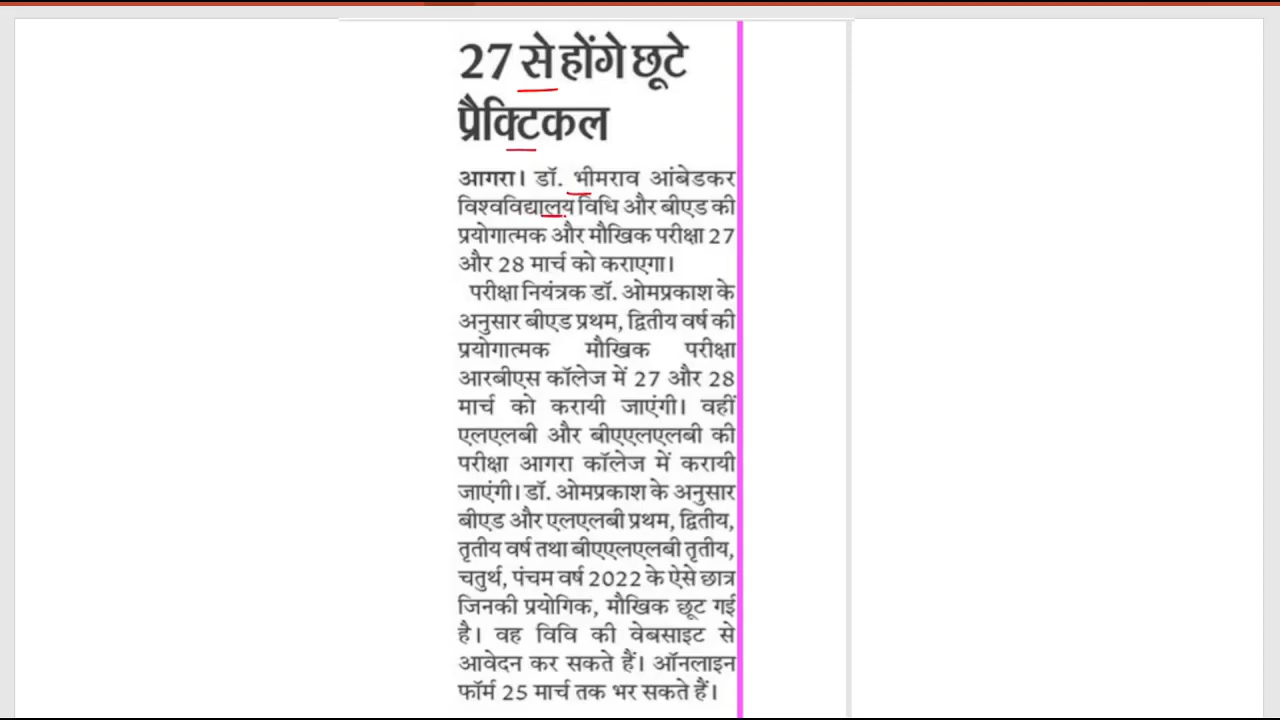 27 से होंगे छूटे
प्रैक्टिकल
आगरा। डॉ. भीमराव आंबेडकर
विश्वविद्यालय विधि और बीएड की
प्रयोगात्मक और मौखिक परीक्षा 27
और 28 मार्च को कराएगा।
परीक्षा नियंत्रक डॉ. ओमप्रकाश के
अनुसार बीएड प्रथम, द्वितीय वर्ष की
प्रयोगात्मक मौखिक परीक्षा
आरबीएस कॉलेज में 27 और 28
मार्च को करायी जाएंगी। वहीं
एलएलबी और बीएएलएलबी की
परीक्षा आगरा कॉलेज में करायी
जाएंगी। डॉ. ओमप्रकाश के अनुसार
बीएड और एलएलबी प्रथम, द्वितीय,
तृतीय वर्ष तथा बीएएलएलबी तृतीय,
चतुर्थ, पंचम वर्ष 2022 के ऐसे छात्र
जिनकी प्रयोगिक, मौखिक छूट गई
है। वह विवि की वेबसाइट से
आवेदन कर सकते हैं। ऑनलाइन
फॉर्म 25 मार्च तक भर सकते हैं।